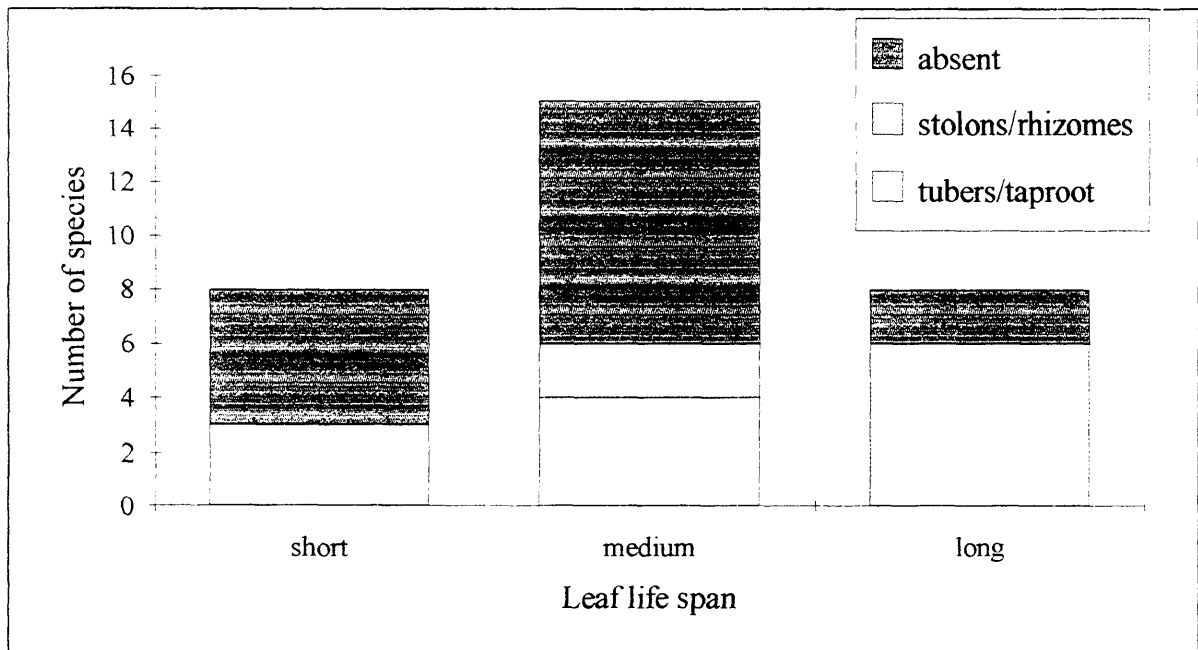 absent
stolons/rhizomes
tubers/taproot
Number of species
16
14
12
10
8
6
4
2
0
short medium long
Leaf life span